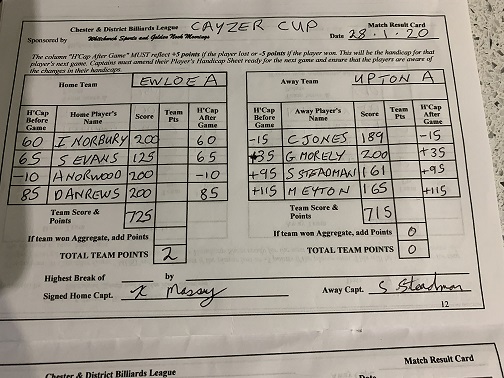 Chester & District Billiards League CAYZER CUP Match Result Card
Sponsored by Whitchurch Sports and Golden Nook Moorings Date 28.1.20
The column "H'Cap After Game" MUST reflect +5 points if the player lost or -5 points if the player won. This will be the handicap for that
player's next game. Captains must amend their Player's Handicap Sheet ready for the next game and ensure that the players are aware of
the changes in their handicaps.
Home Team EWLOE A Away Team UPTON A
H'Cap Before Game Home Player's Name Score Team Pts H'Cap After Game H'Cap Before Game Away Player's Name Score Team Pts H'Cap After Game
60 I NORBURY 200 60 -15 C JONES 189 -15
65 S EVANS 125 65 +35 G MORELY 200 +35
-10 A NORWOOD 200 -10 +95 S STEADMAN 161 +95
85 D ANREWS 200 85 +115 M EYTON 165 +115
Team Score & Points 725 Team Score & Points 715
If team won Aggregate, add Points If team won Aggregate, add Points 0
TOTAL TEAM POINTS 2 TOTAL TEAM POINTS 0
Highest Break of by
Signed Home Capt. Away Capt. S Steadman
12
Match Result Card
Chester & District Billiards League
Date